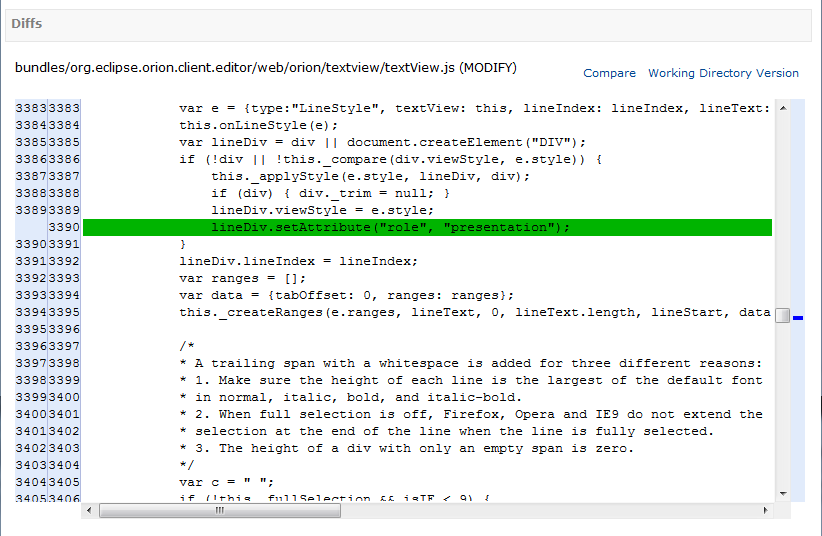 Diffs
bundles/org.eclipse.orion.client.editor/web/orion/textview/textView.js (MODIFY)
Compare Working Directory Version
3383 3383 var e = {type:"LineStyle", textView: this, lineIndex: lineIndex, lineText:
3384 3384 this.onLineStyle(e);
3385 3385 var lineDiv = div || document.createElement("DIV");
3386 3386 if (!div || !this._compare(div.viewStyle, e.style)) {
3387 3387 this._applyStyle(e.style, lineDiv, div);
3388 3388 if (div) { div._trim = null; }
3389 3389 lineDiv.viewStyle = e.style;
3390 lineDiv.setAttribute("role", "presentation");
3390 3391 }
3391 3392 lineDiv.lineIndex = lineIndex;
3392 3393 var ranges = [];
3393 3394 var data = {tabOffset: 0, ranges: ranges};
3394 3395 this._createRanges(e.ranges, lineText, 0, lineText.length, lineStart, data
3395 3396
3396 3397 /*
3397 3398 * A trailing span with a whitespace is added for three different reasons:
3398 3399 * 1. Make sure the height of each line is the largest of the default font
3399 3400 * in normal, italic, bold, and italic-bold.
3400 3401 * 2. When full selection is off, Firefox, Opera and IE9 do not extend the
3401 3402 * selection at the end of the line when the line is fully selected.
3402 3403 * 3. The height of a div with only an empty span is zero.
3403 3404 */
3404 3405 var c = " ";
3405 3406 if (!this._fullSelection && isIE < 9) {